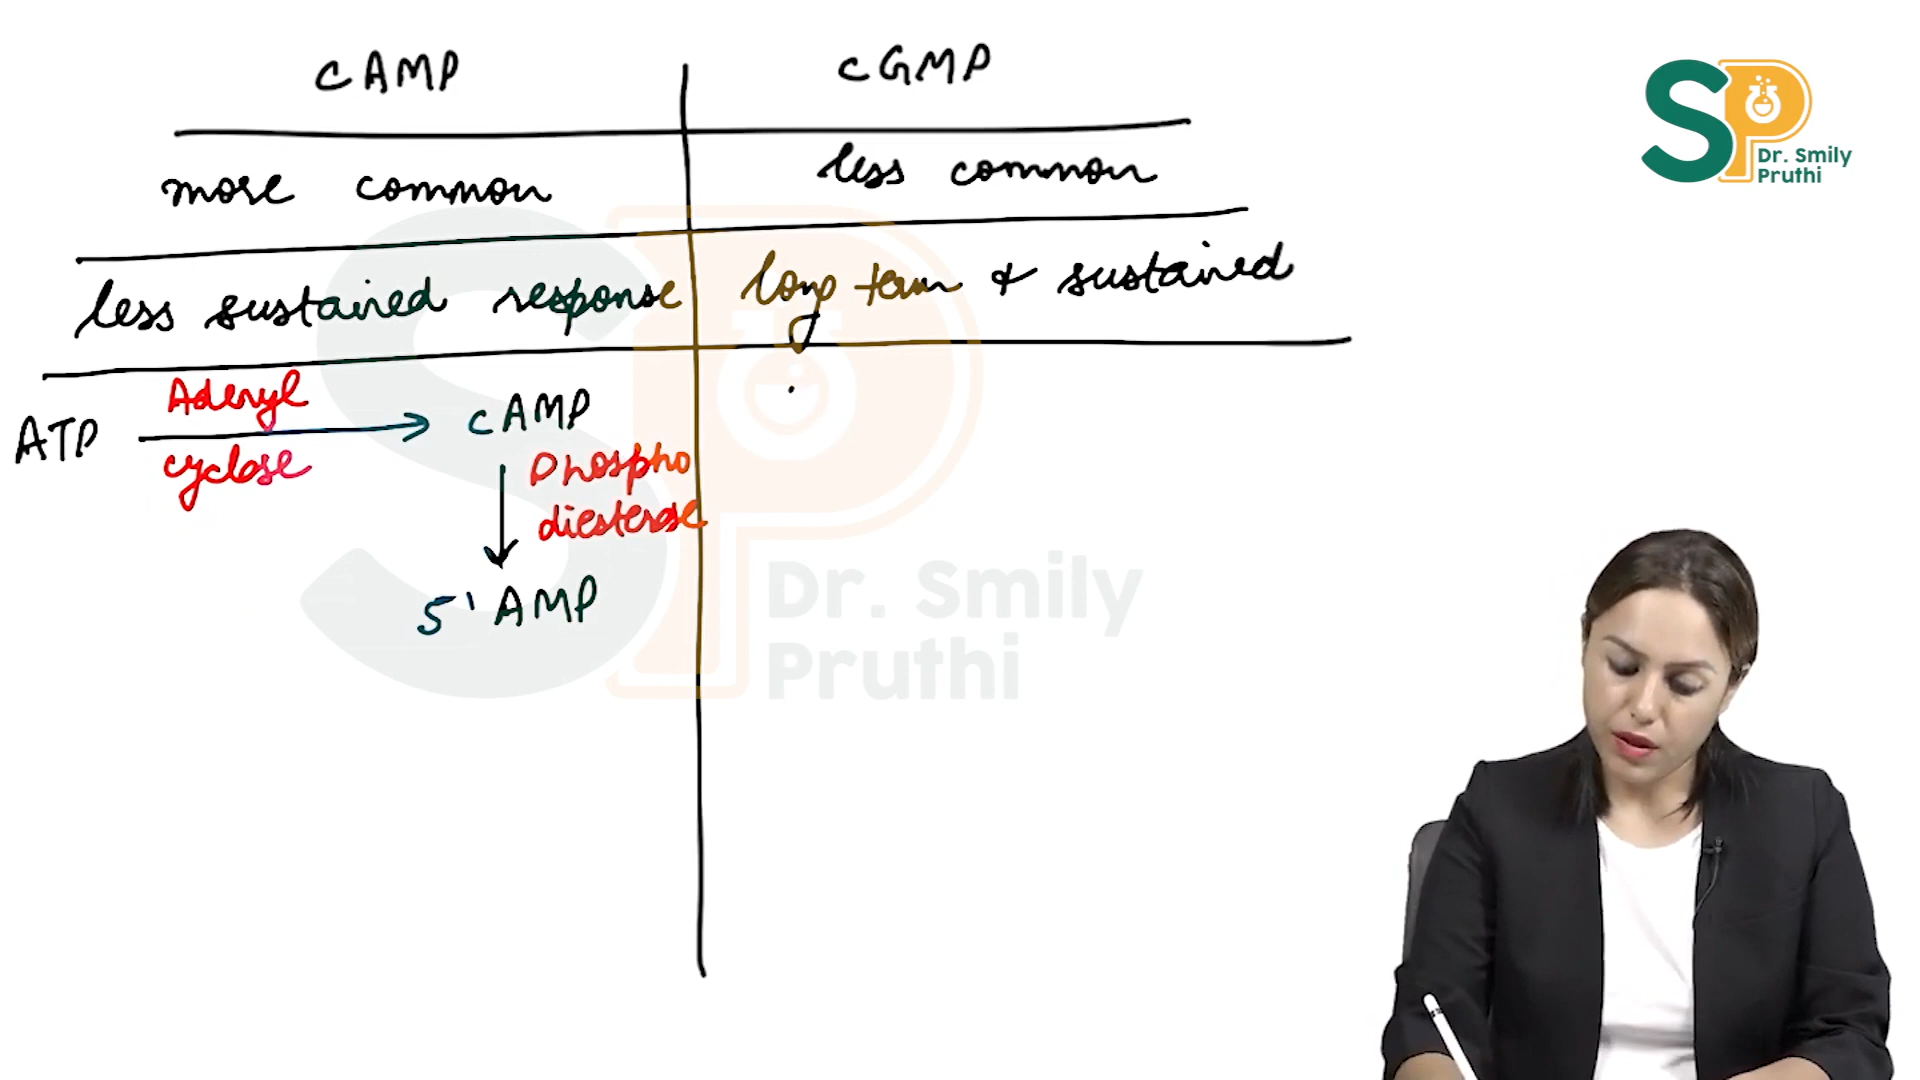 cAMP
cGMP
more common
less common
less sustained response
long term & sustained
ATP
Adenyl
cyclase
cAMP
Phospho
diesterase
5' AMP
SP
Dr. Smily
Pruthi
Dr. Smily
Pruthi